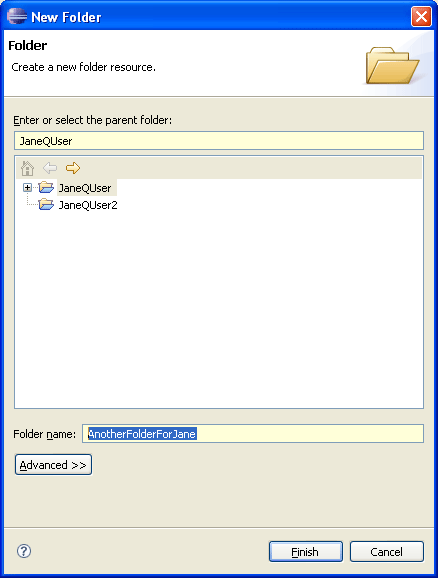 New Folder
Folder
Create a new folder resource.
Enter or select the parent folder:
JaneQUser
JaneQUser
JaneQUser2
Folder name: AnotherFolderForJane
Advanced >>
? Finish Cancel